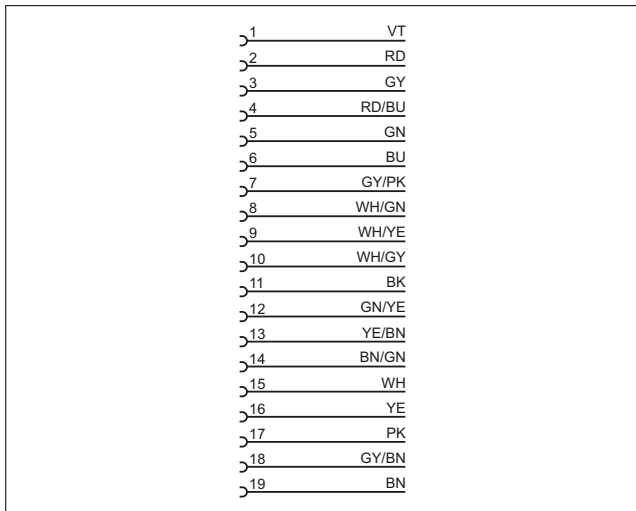 1 VT
2 RD
3 GY
4 RD/BU
5 GN
6 BU
7 GY/PK
8 WH/GN
9 WH/YE
10 WH/GY
11 BK
12 GN/YE
13 YE/BN
14 BN/GN
15 WH
16 YE
17 PK
18 GY/BN
19 BN